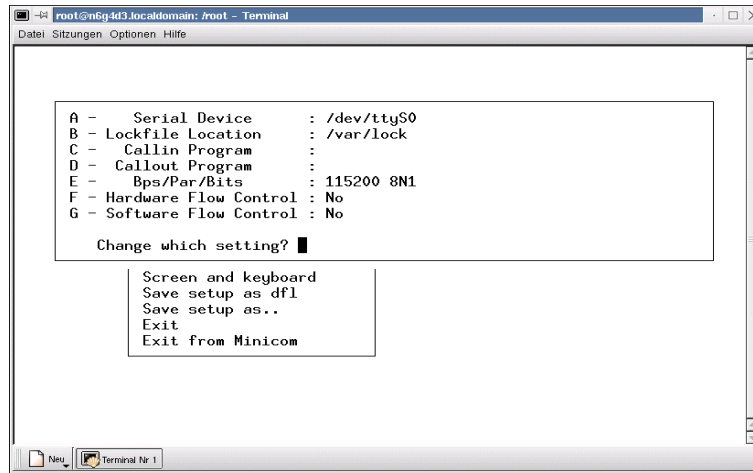 root@n6g4d3.localdomain: /root - Terminal
Datei Sitzungen Optionen Hilfe
A - Serial Device : /dev/ttyS0
B - Lockfile Location : /var/lock
C - Callin Program :
D - Callout Program :
E - Bps/Par/Bits : 115200 8N1
F - Hardware Flow Control : No
G - Software Flow Control : No
Change which setting?
Screen and keyboard
Save setup as dfl
Save setup as..
Exit
Exit from Minicom
Neu Terminal Nr 1